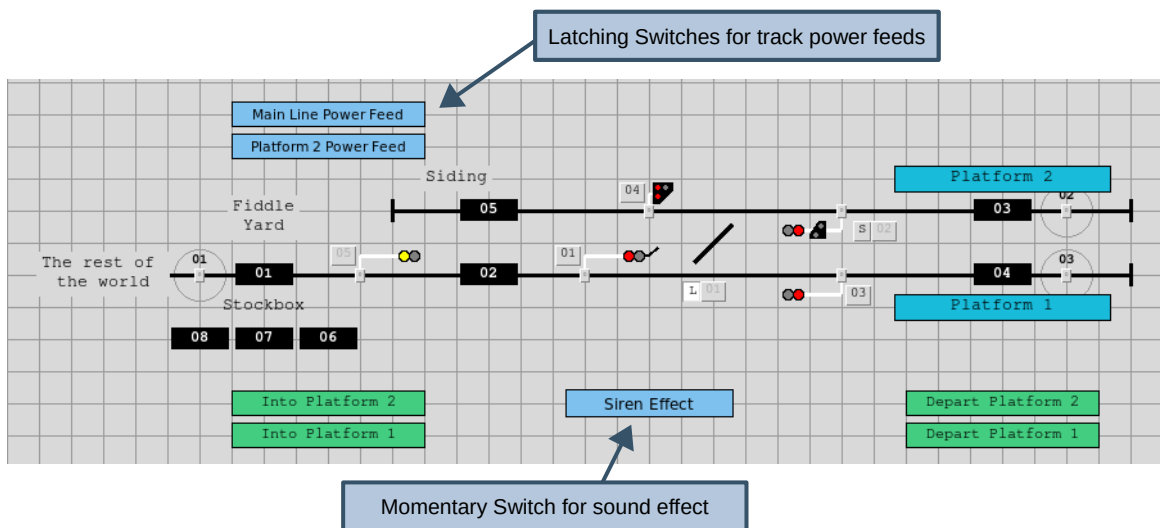 Latching Switches for track power feeds
Main Line Power Feed
Platform 2 Power Feed
Siding
04
Platform 2
05
03
02
Fiddle
Yard
S 02
The rest of
the world
01
01
05
02
01
L 01
03
04
03
Platform 1
Stockbox
08 07 06
Into Platform 2
Into Platform 1
Siren Effect
Depart Platform 2
Depart Platform 1
Momentary Switch for sound effect